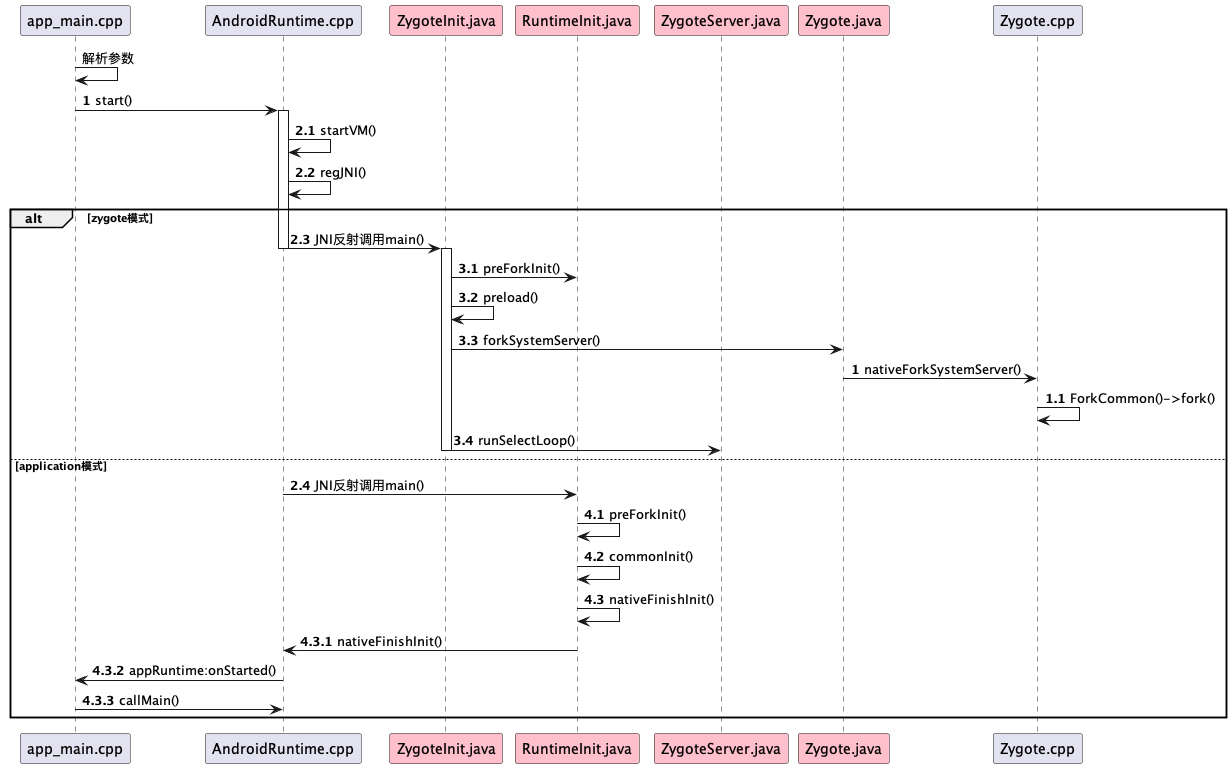 app_main.cpp
AndroidRuntime.cpp
ZygoteInit.java
RuntimeInit.java
ZygoteServer.java
Zygote.java
Zygote.cpp
解析参数
1 start()
2.1 startVM()
2.2 regJNI()
alt [zygote模式]
2.3 JNI反射调用main()
3.1 preForkInit()
3.2 preload()
3.3 forkSystemServer()
1 nativeForkSystemServer()
1.1 ForkCommon()->fork()
3.4 runSelectLoop()
[application模式]
2.4 JNI反射调用main()
4.1 preForkInit()
4.2 commonInit()
4.3 nativeFinishInit()
4.3.1 nativeFinishInit()
4.3.2 appRuntime:onStarted()
4.3.3 callMain()
app_main.cpp
AndroidRuntime.cpp
ZygoteInit.java
RuntimeInit.java
ZygoteServer.java
Zygote.java
Zygote.cpp